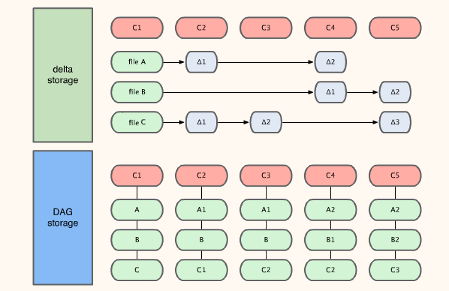 delta
storage
C1 C2 C3 C4 C5
file A Δ1 Δ2
file B Δ1 Δ2
file C Δ1 Δ2 Δ3
DAG
storage
C1 C2 C3 C4 C5
A A1 A1 A2 A2
B B B B1 B2
C C1 C2 C2 C3